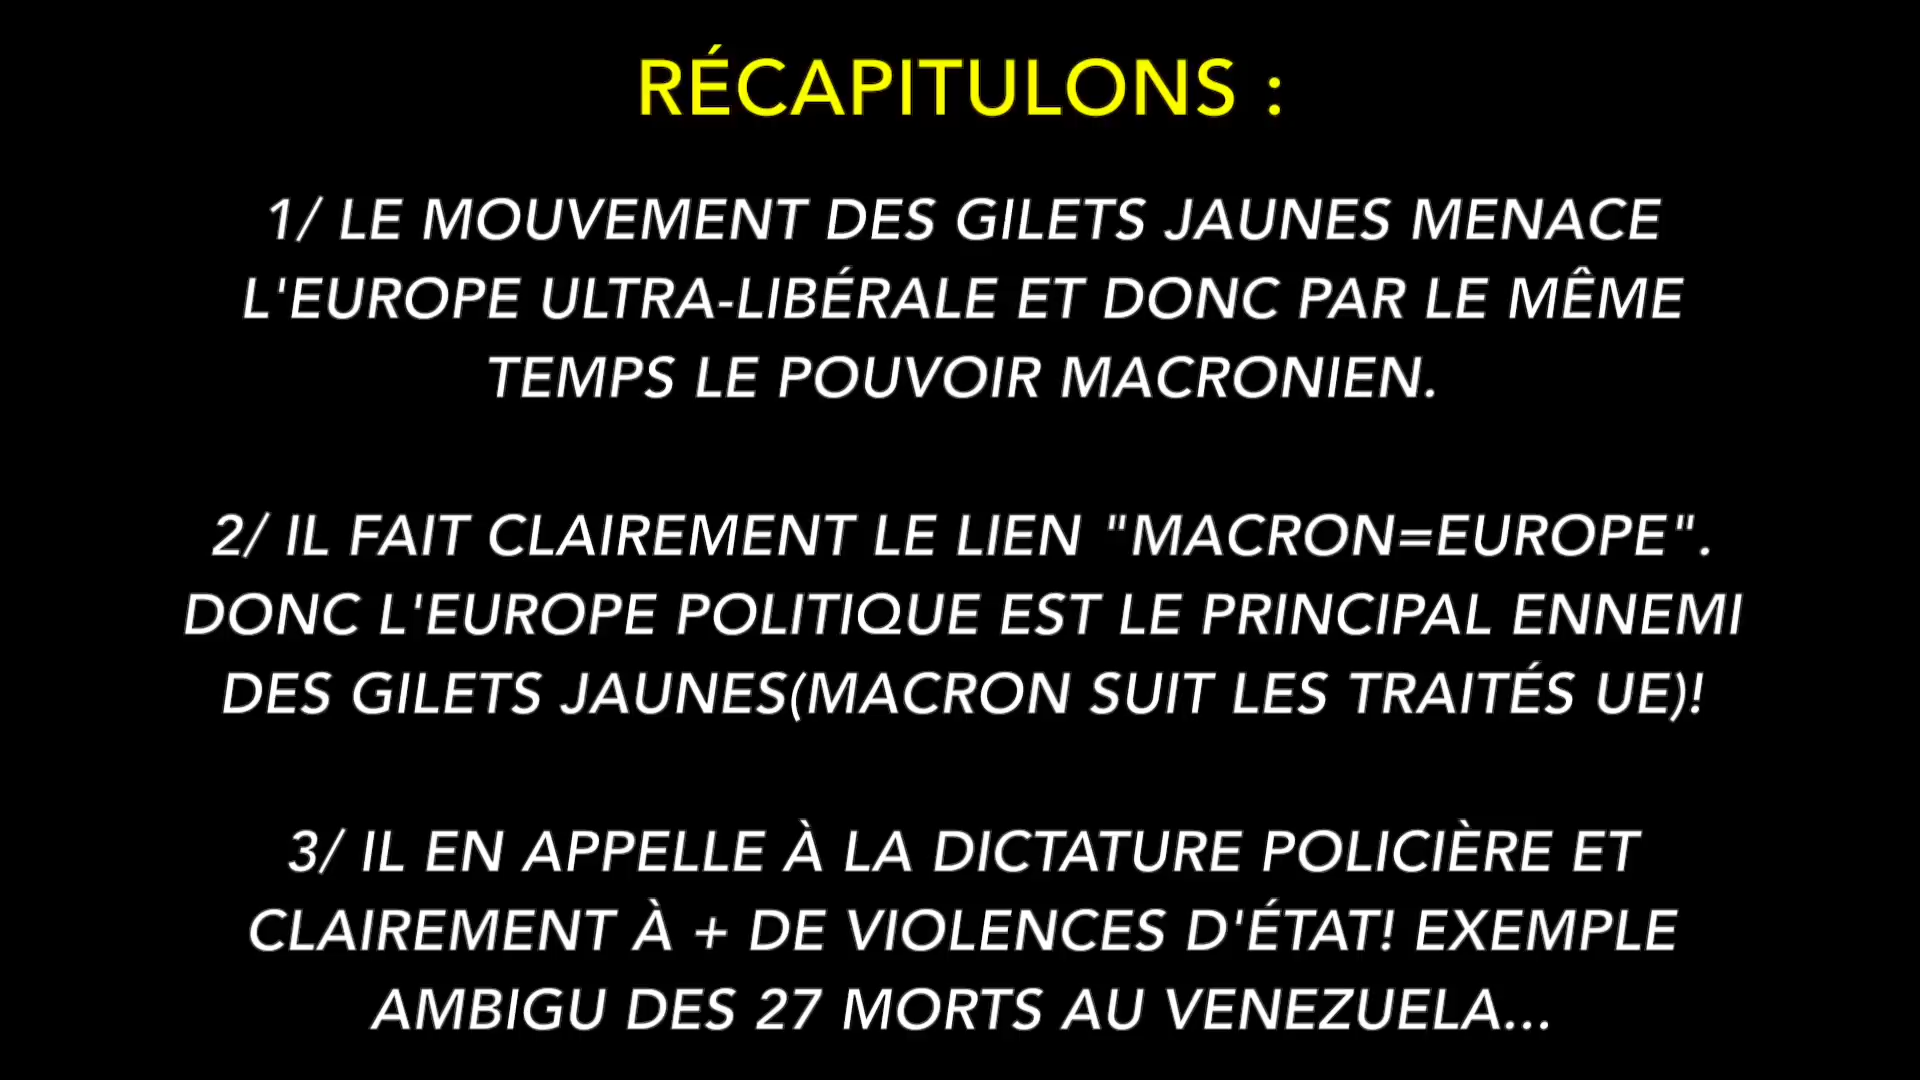 RÉCAPITULONS :
1/ LE MOUVEMENT DES GILETS JAUNES MENACE
L'EUROPE ULTRA-LIBÉRALE ET DONC PAR LE MÊME
TEMPS LE POUVOIR MACRONIEN.
2/ IL FAIT CLAIREMENT LE LIEN "MACRON=EUROPE".
DONC L'EUROPE POLITIQUE EST LE PRINCIPAL ENNEMI
DES GILETS JAUNES(MACRON SUIT LES TRAITÉS UE)!
3/ IL EN APPELLE À LA DICTATURE POLICIÈRE ET
CLAIREMENT À + DE VIOLENCES D'ÉTAT! EXEMPLE
AMBIGU DES 27 MORTS AU VENEZUELA...